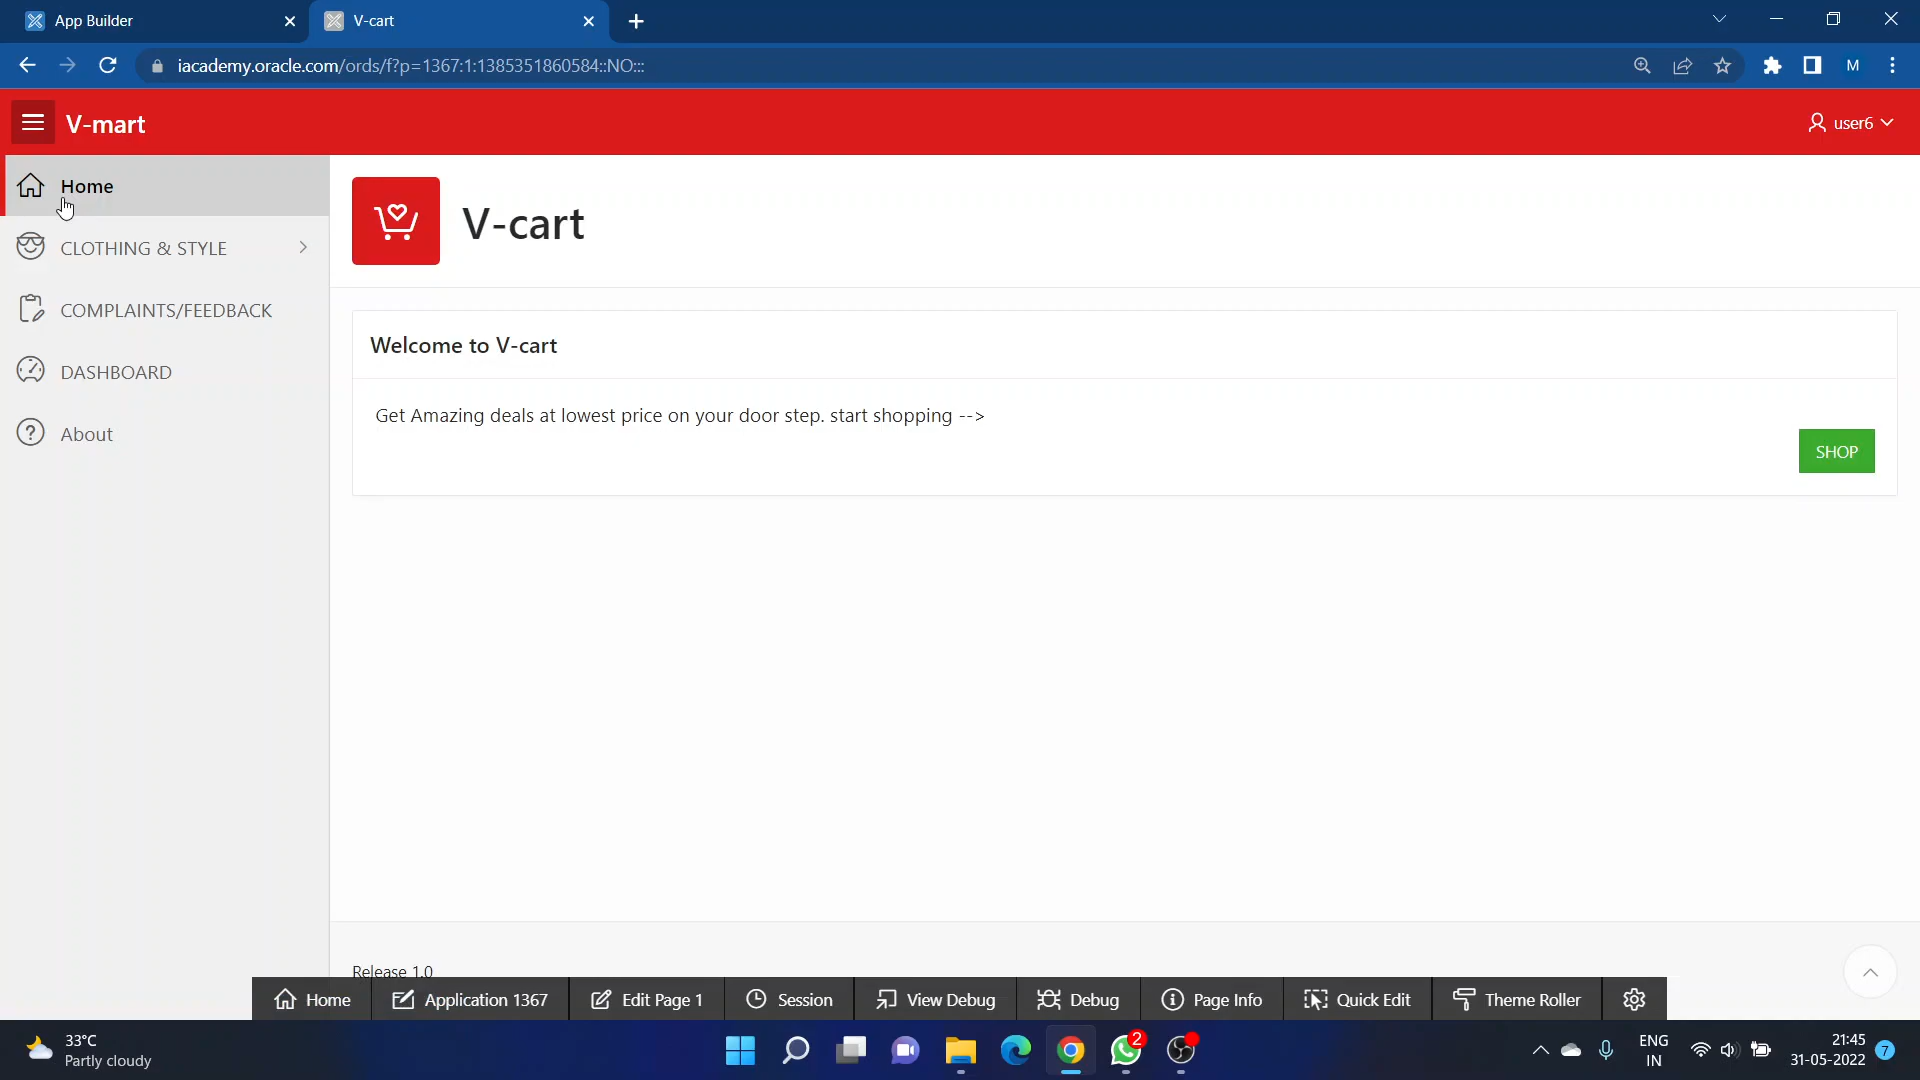 App Builder
V-cart
iacademy.oracle.com/ords/f?p=1367:1:1385351860584::NO:::
M
V-mart
user6
Home
CLOTHING & STYLE
COMPLAINTS/FEEDBACK
DASHBOARD
About
V-cart
Welcome to V-cart
Get Amazing deals at lowest price on your door step. start shopping -->
SHOP
Release 1.0
Home
Application 1367
Edit Page 1
Session
View Debug
Debug
Page Info
Quick Edit
Theme Roller
33°C
Partly cloudy
2
ENG
IN
21:45
31-05-2022
7